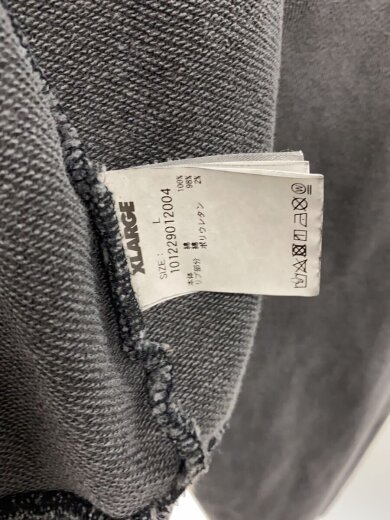 XLARGE
SIZE: L
101229012004
本体 綿 100%
リブ部分 綿 98%
ポリウレタン 2%